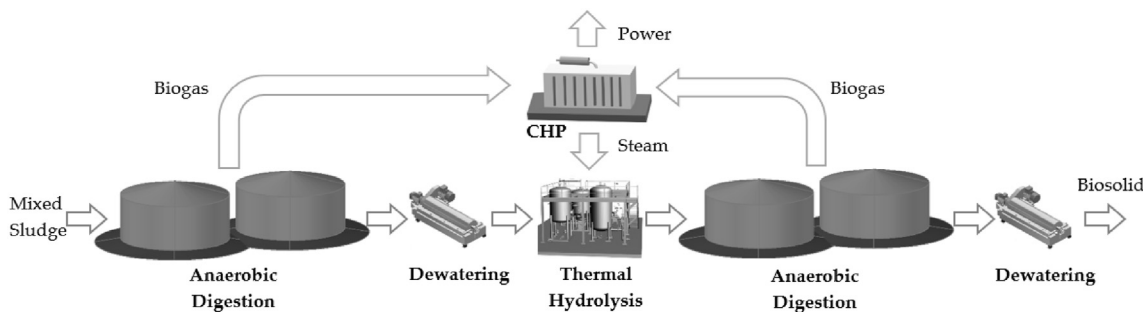 Power
Biogas
Biogas
CHP
Steam
Mixed
Sludge
Biosolid
Anaerobic
Digestion
Dewatering
Thermal
Hydrolysis
Anaerobic
Digestion
Dewatering